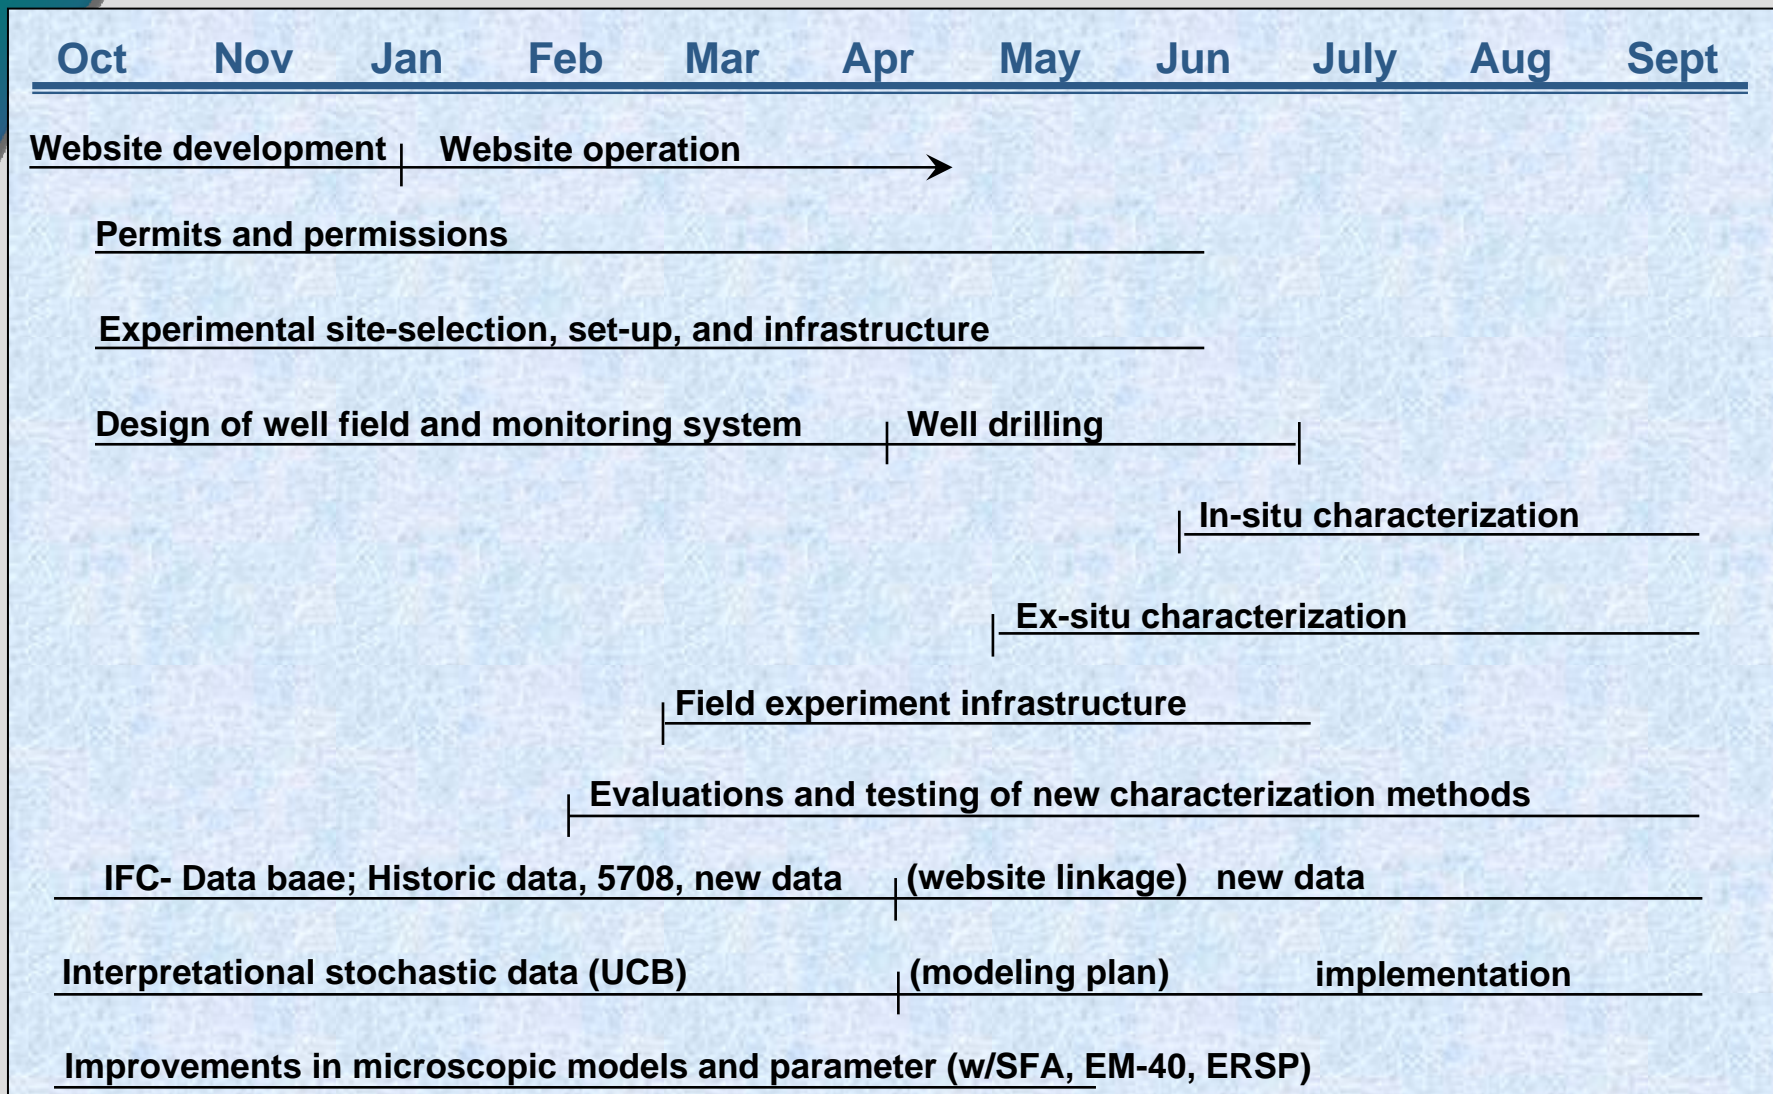 Oct Nov Jan Feb Mar Apr May Jun July Aug Sept
Website development Website operation
Permits and permissions
Experimental site-selection, set-up, and infrastructure
Design of well field and monitoring system Well drilling
In-situ characterization
Ex-situ characterization
Field experiment infrastructure
Evaluations and testing of new characterization methods
IFC- Data baae; Historic data, 5708, new data (website linkage) new data
Interpretational stochastic data (UCB) (modeling plan) implementation
Improvements in microscopic models and parameter (w/SFA, EM-40, ERSP)